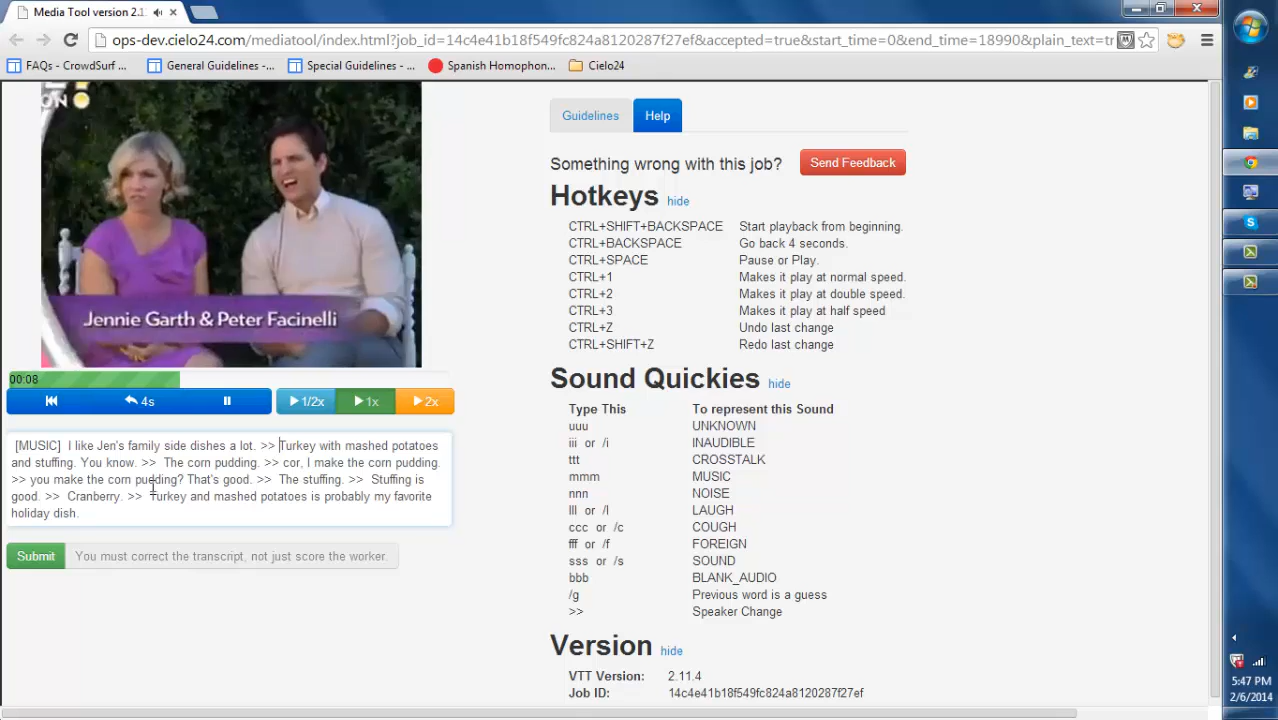 Media Tool version 2.1.
ops-dev.cielo24.com/mediatool/index.html?job_id=14c4e41b18f549fc824a8120287f27ef&accepted=true&start_time=0&end_time=18990&plain_text=tr
FAQs - CrowdSurf ... General Guidelines -... Special Guidelines - ... Spanish Homophon... Cielo24
ON
Jennie Garth & Peter Facinelli
00:08
4s 1/2x 1x 2x
[MUSIC] I like Jen's family side dishes a lot. >> Turkey with mashed potatoes
and stuffing. You know. >> The corn pudding. >> cor, I make the corn pudding.
>> you make the corn pudding? That's good. >> The stuffing. >> Stuffing is
good. >> Cranberry. >> Turkey and mashed potatoes is probably my favorite
holiday dish.
Submit You must correct the transcript, not just score the worker.
Guidelines Help
Something wrong with this job? Send Feedback
Hotkeys hide
CTRL+SHIFT+BACKSPACE Start playback from beginning.
CTRL+BACKSPACE Go back 4 seconds.
CTRL+SPACE Pause or Play.
CTRL+1 Makes it play at normal speed.
CTRL+2 Makes it play at double speed.
CTRL+3 Makes it play at half speed
CTRL+Z Undo last change
CTRL+SHIFT+Z Redo last change
Sound Quickies hide
Type This To represent this Sound
uuu UNKNOWN
iii or /i INAUDIBLE
ttt CROSSTALK
mmm MUSIC
nnn NOISE
lll or /l LAUGH
ccc or /c COUGH
fff or /f FOREIGN
sss or /s SOUND
bbb BLANK_AUDIO
/g Previous word is a guess
>> Speaker Change
Version hide
VTT Version: 2.11.4
Job ID: 14c4e41b18f549fc824a8120287f27ef
5:47 PM
2/6/2014